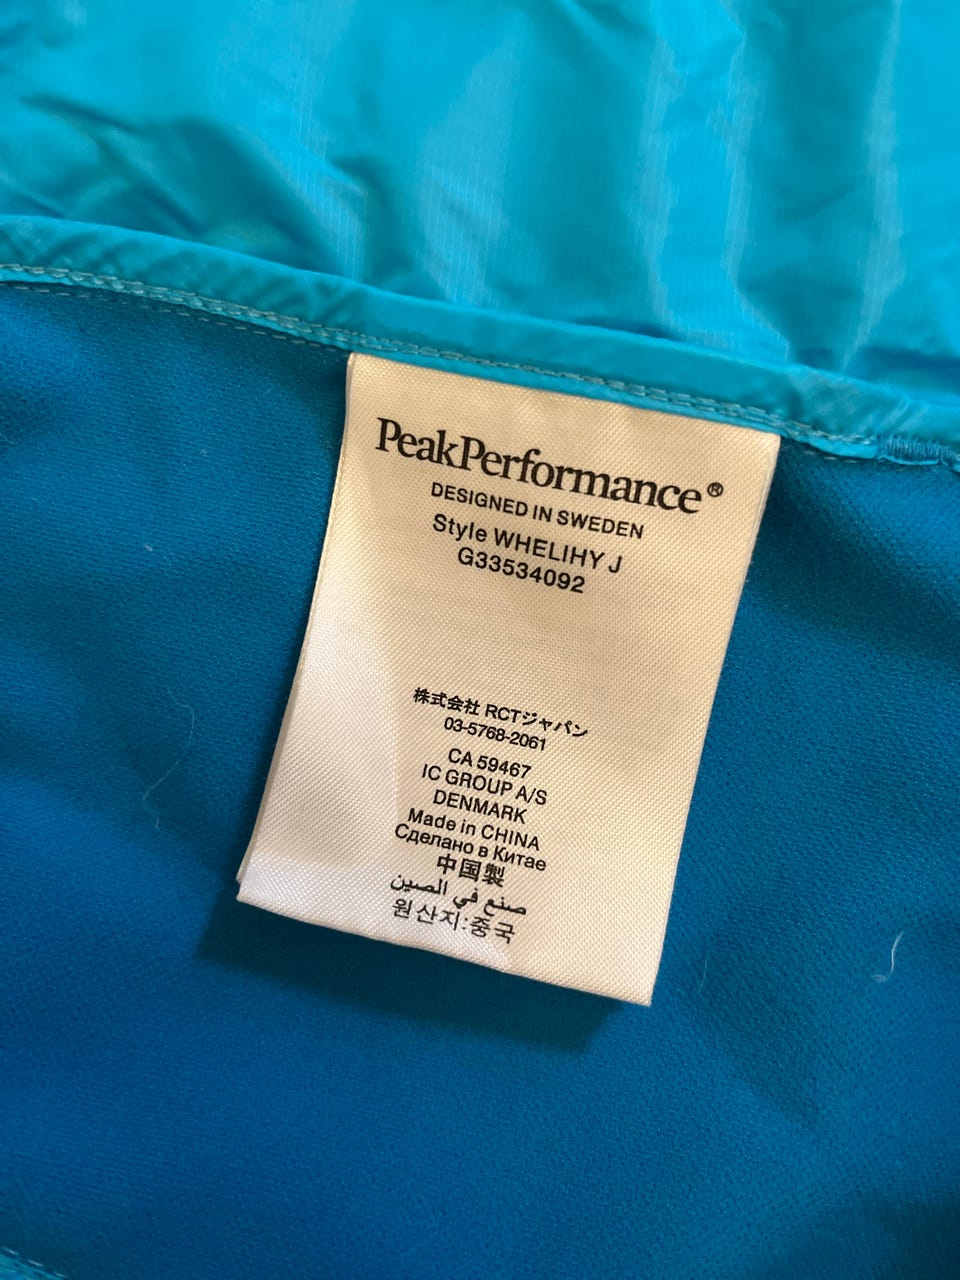 PeakPerformance®
DESIGNED IN SWEDEN
Style WHELIHY J
G33534092
株式会社 RCTジャパン
03-5768-2061
CA 59467
IC GROUP A/S
DENMARK
Made in CHINA
Сделано в Китае
中国製
صنع في الصين
원산지:중국